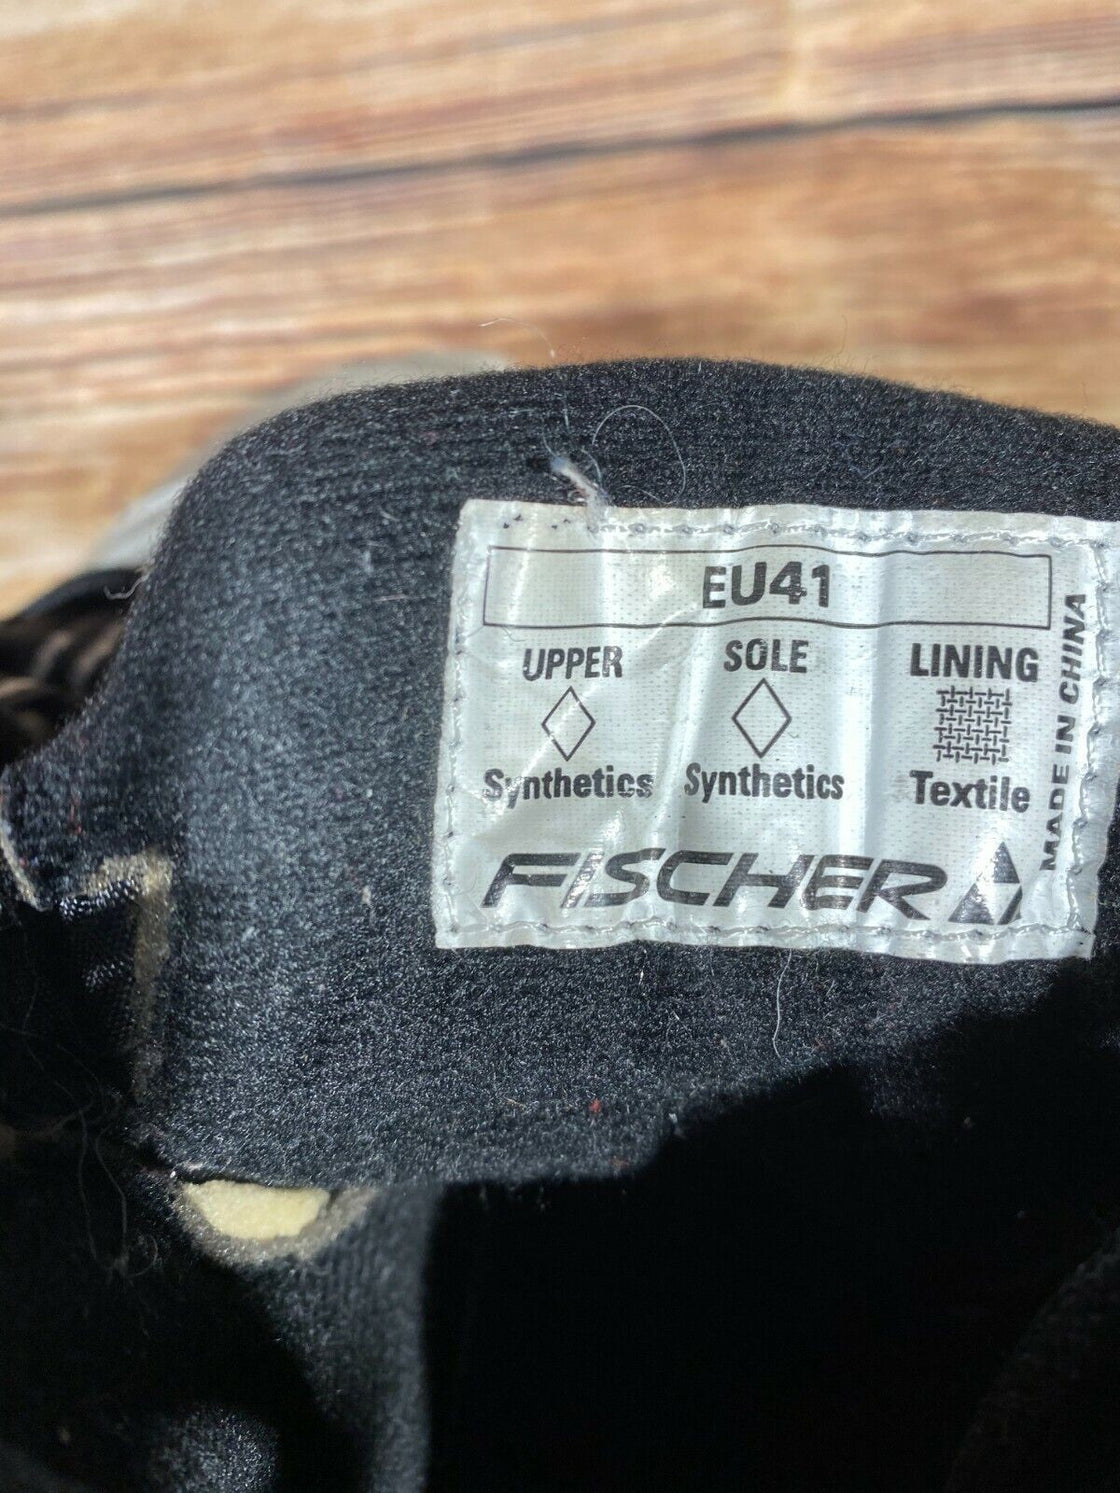 EU41
UPPER SOLE LINING
Synthetics Synthetics Textile
FISCHER
MADE IN CHINA